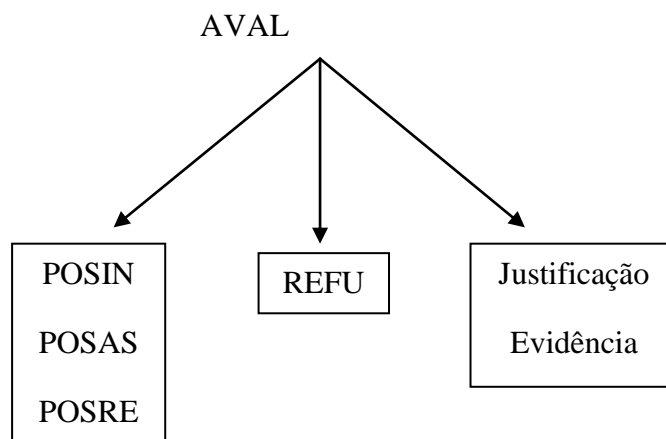 AVAL
POSIN
POSAS
POSRE
REFU
Justificação
Evidência